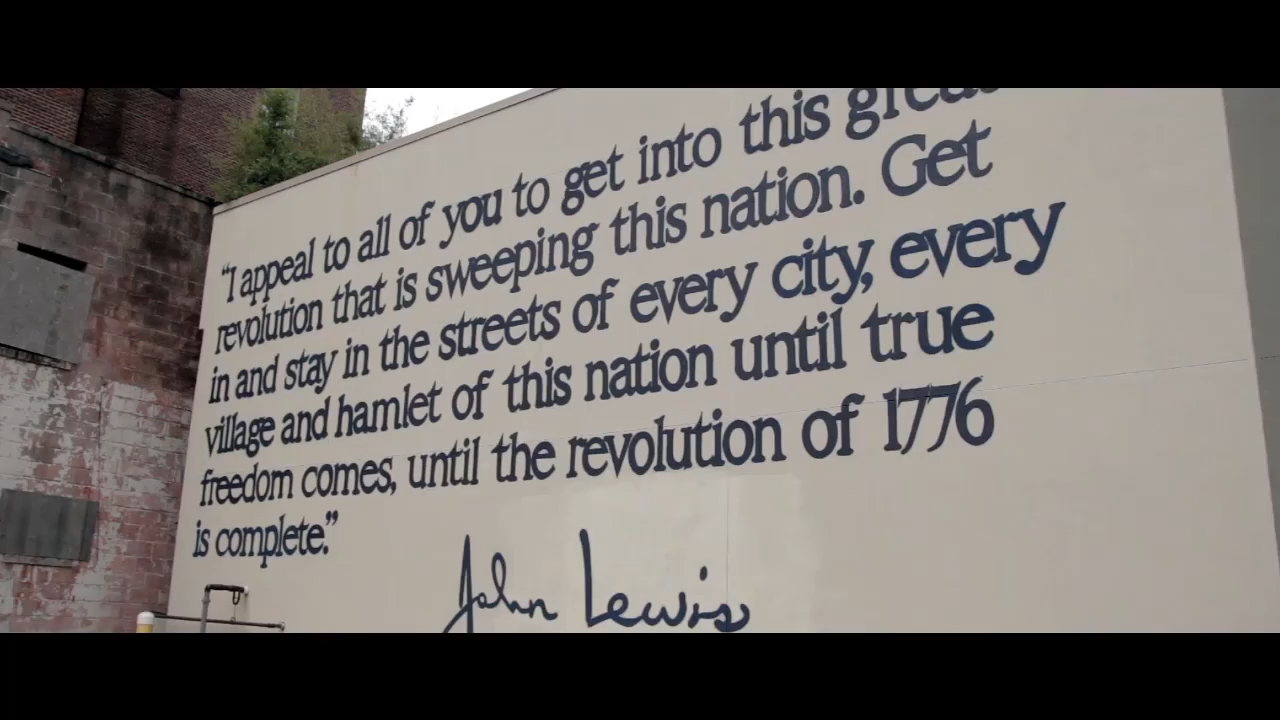 “I appeal to all of you to get into this great
revolution that is sweeping this nation. Get
in and stay in the streets of every city, every
village and hamlet of this nation until true
freedom comes, until the revolution of 1776
is complete.”
John Lewis